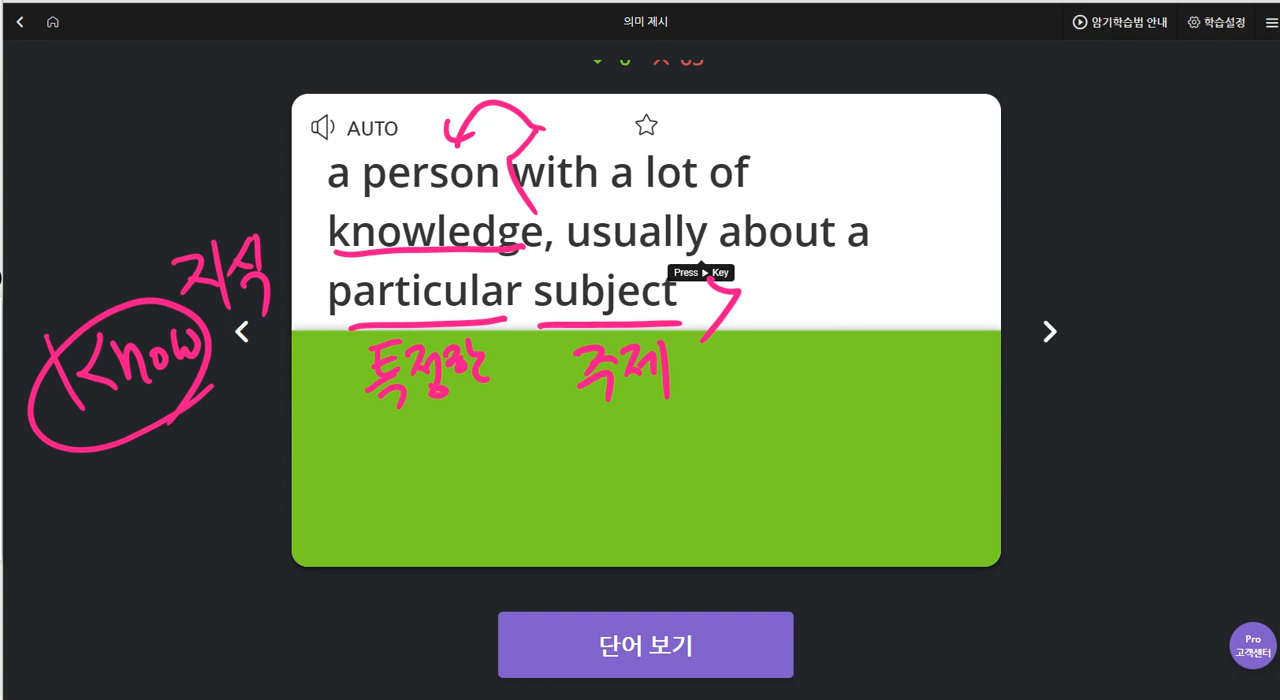 의미 제시
암기학습법 안내
학습설정
AUTO
a person with a lot of
knowledge, usually about a
particular subject
Press ▶ Key
지식
Know
특정한
주제
단어 보기
Pro
고객센터